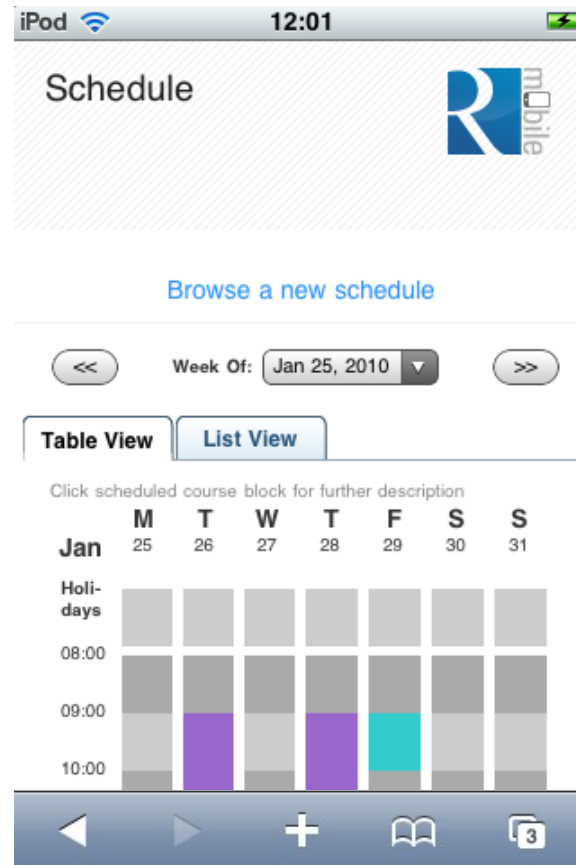 iPod 12:01
Schedule
R mobile
Browse a new schedule
<< Week Of: Jan 25, 2010 >>
Table View List View
Click scheduled course block for further description
M T W T F S S
Jan 25 26 27 28 29 30 31
Holi-
days
08:00
09:00
10:00
3